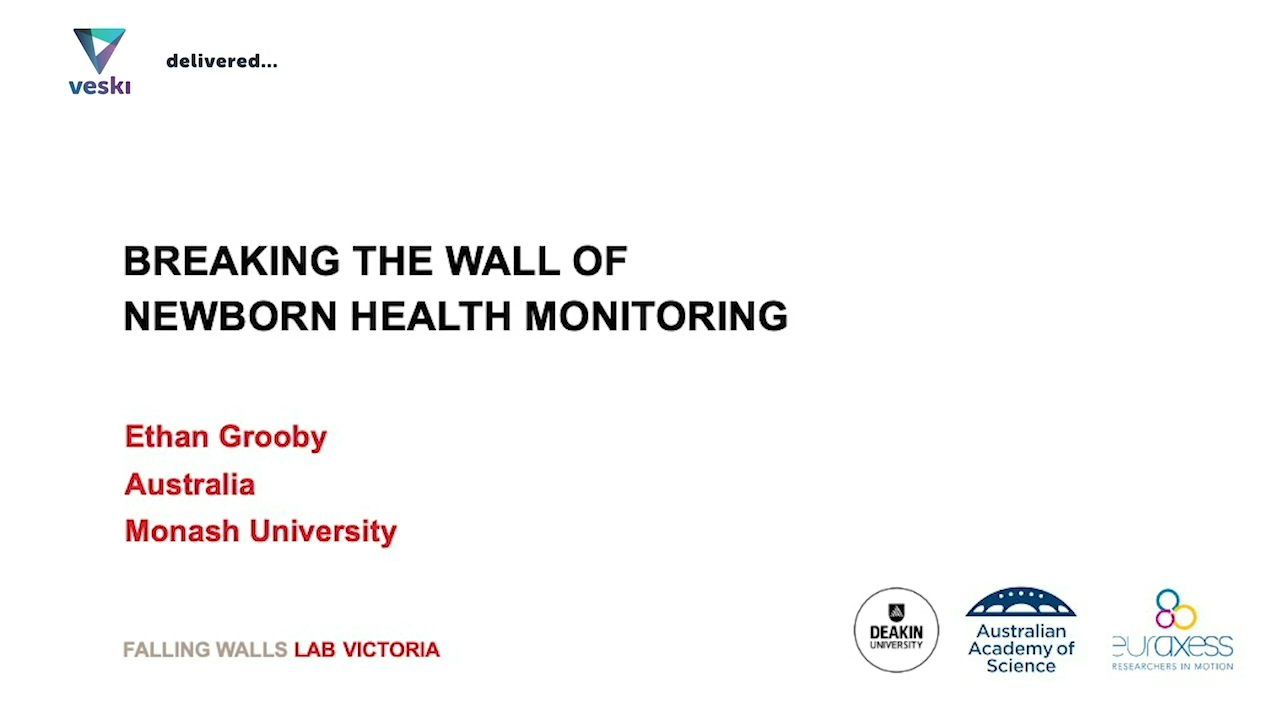 veski
delivered...
BREAKING THE WALL OF
NEWBORN HEALTH MONITORING
Ethan Grooby
Australia
Monash University
FALLING WALLS LAB VICTORIA
DEAKIN
UNIVERSITY
Australian
Academy of
Science
euraxess
RESEARCHERS IN MOTION